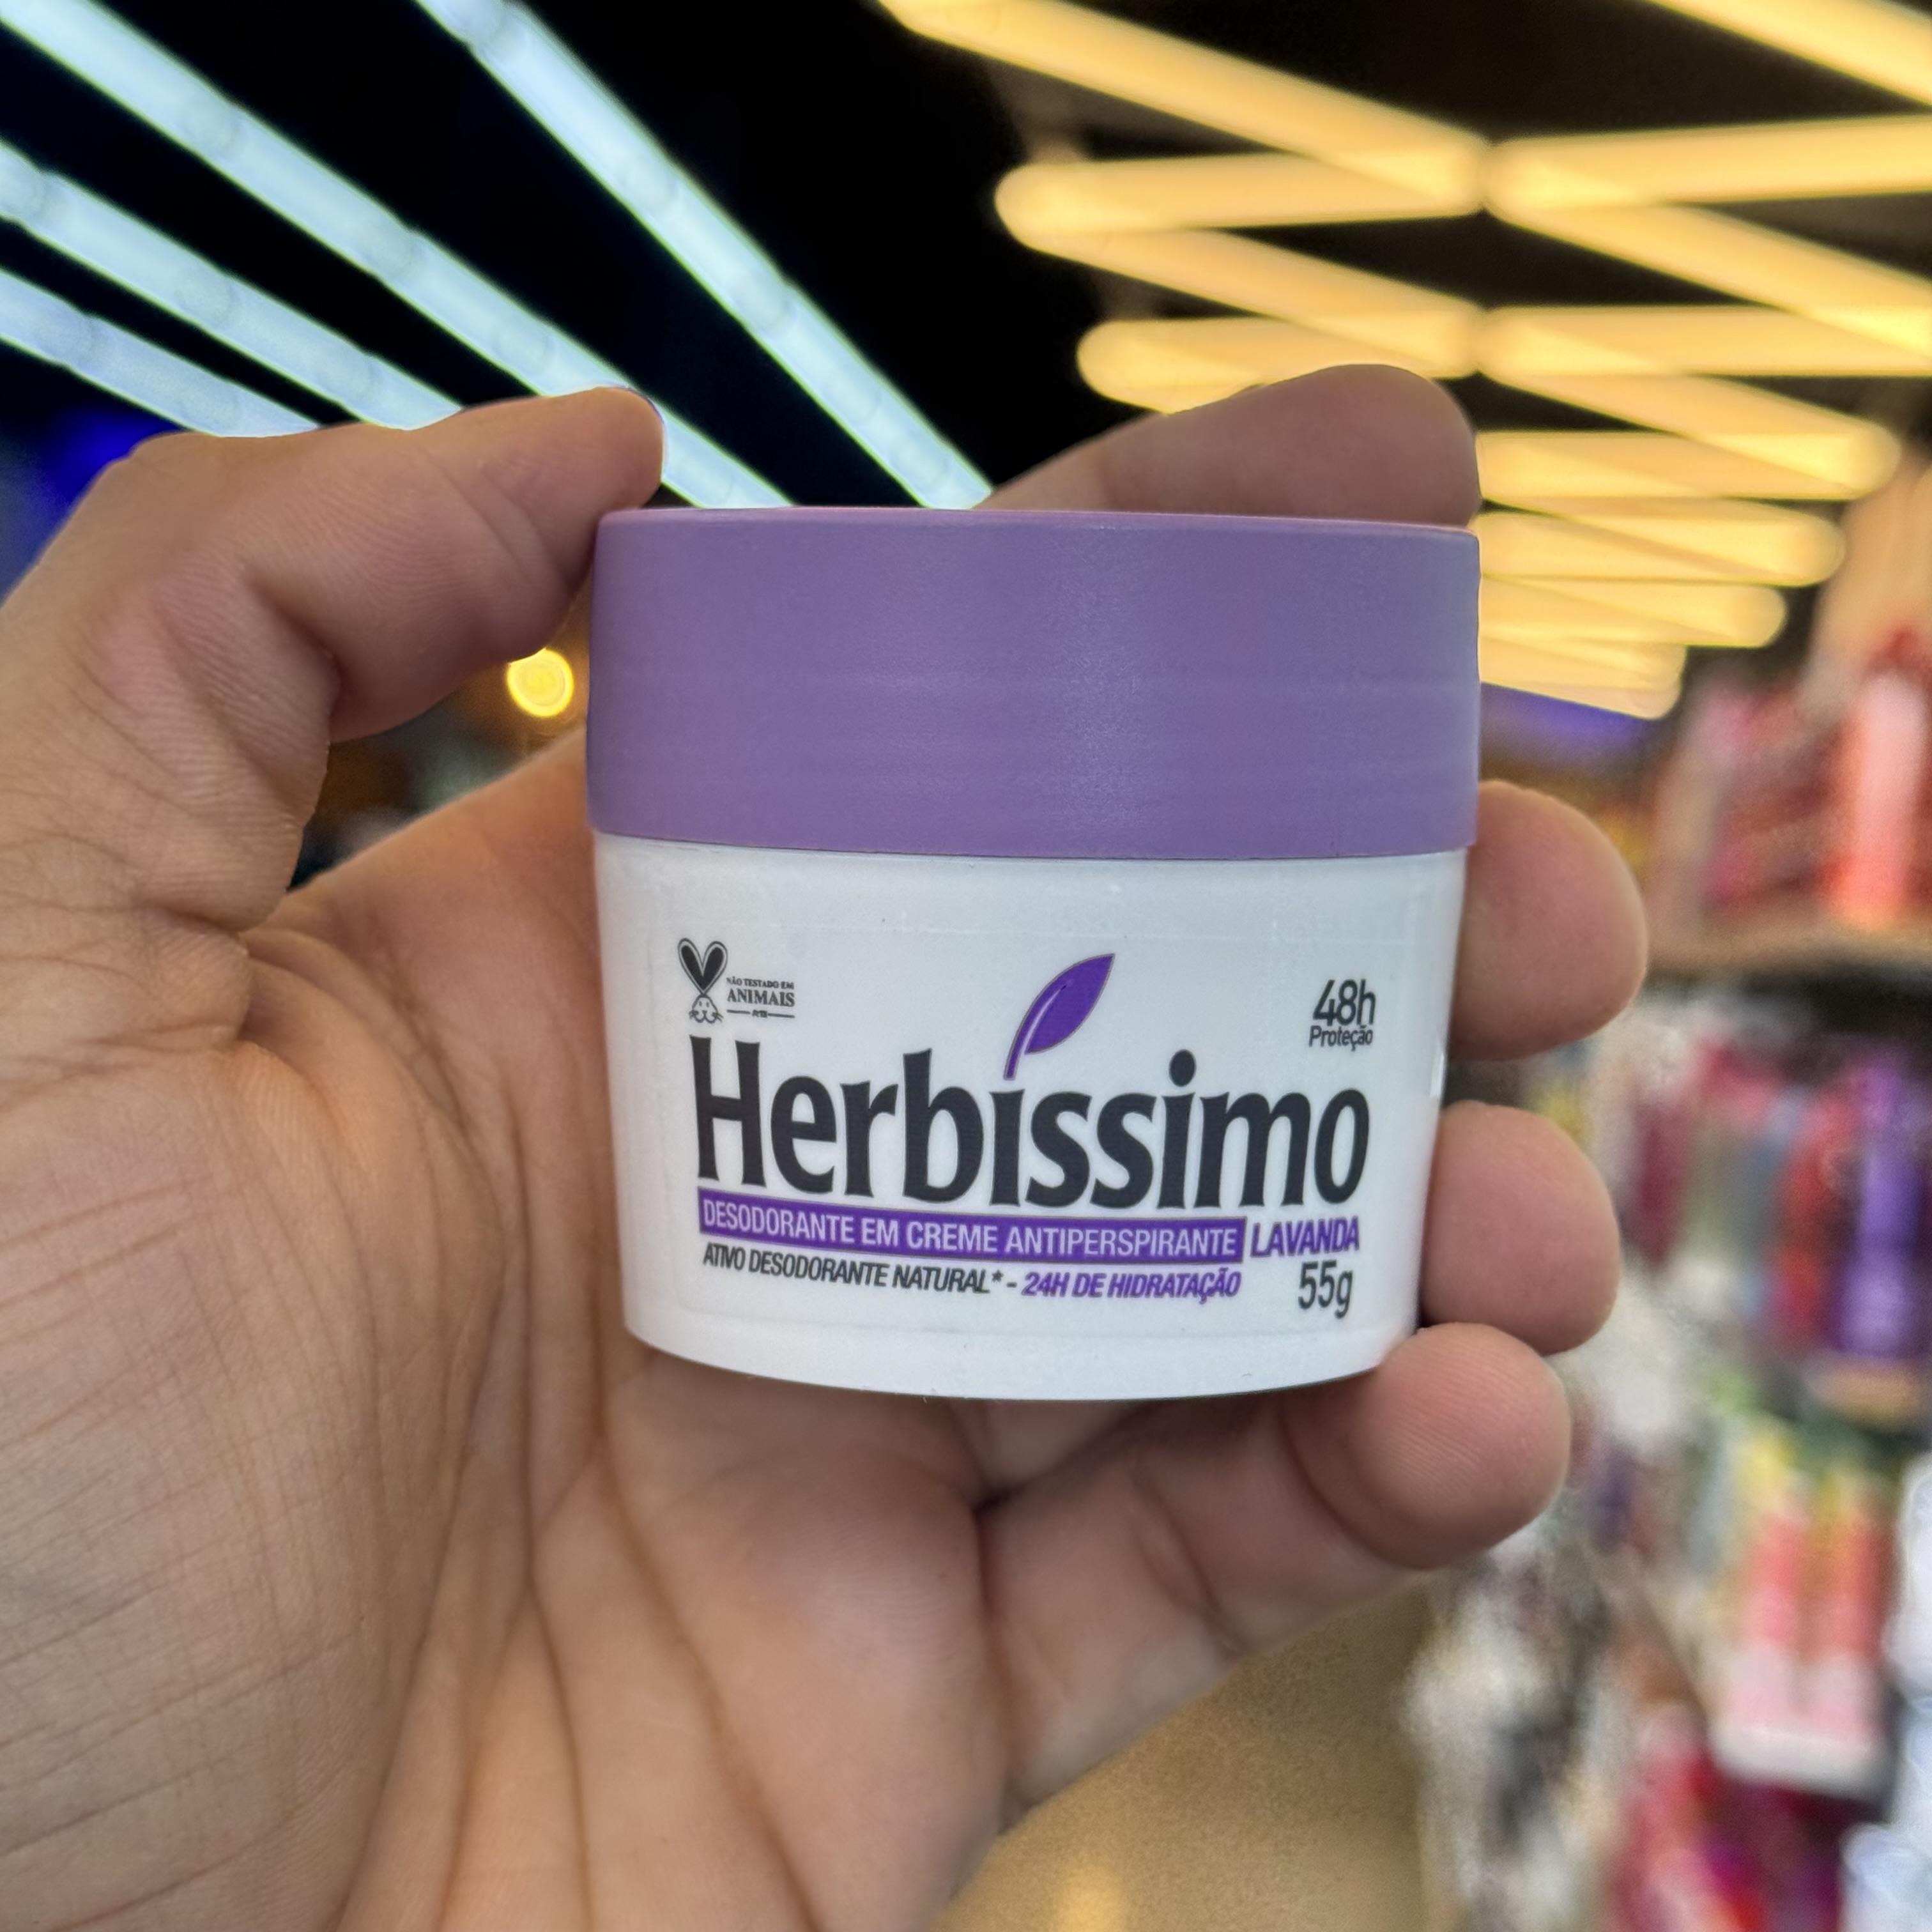 NÃO TESTADO EM
ANIMAIS
48h
Proteção
Herbíssimo
DESODORANTE EM CREME ANTIPERSPIRANTE LAVANDA
ATIVO DESODORANTE NATURAL* - 24H DE HIDRATAÇÃO
55g